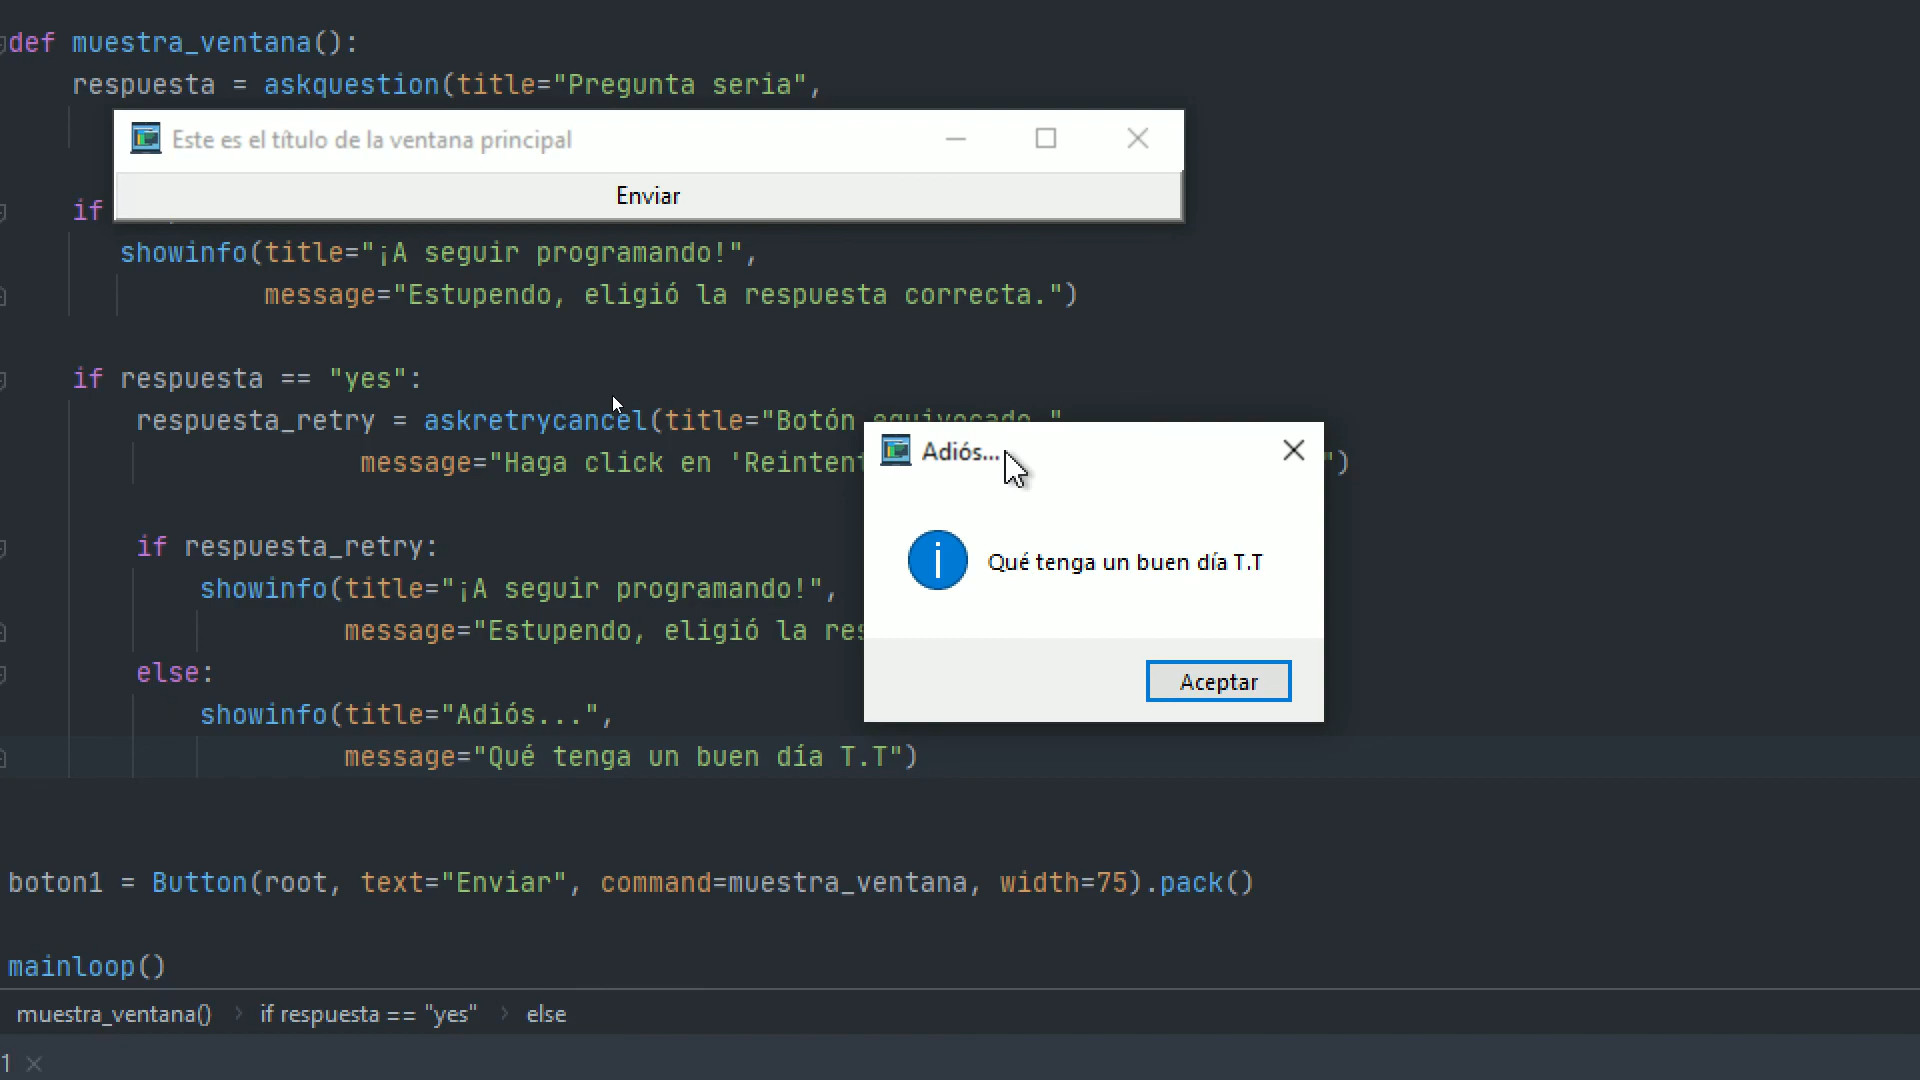 def muestra_ventana():
respuesta = askquestion(title="Pregunta seria",
Este es el título de la ventana principal
Enviar
if
showinfo(title="¡A seguir programando!",
message="Estupendo, eligió la respuesta correcta.")
if respuesta == "yes":
respuesta_retry = askretrycancel(title="Botón equivocado."
message="Haga click en 'Reintent ")
if respuesta_retry:
showinfo(title="¡A seguir programando!",
message="Estupendo, eligió la res
else:
showinfo(title="Adiós...",
message="Qué tenga un buen día T.T")
Adiós...
Qué tenga un buen día T.T
Aceptar
boton1 = Button(root, text="Enviar", command=muestra_ventana, width=75).pack()
mainloop()
muestra_ventana() > if respuesta == "yes" > else
1 ×